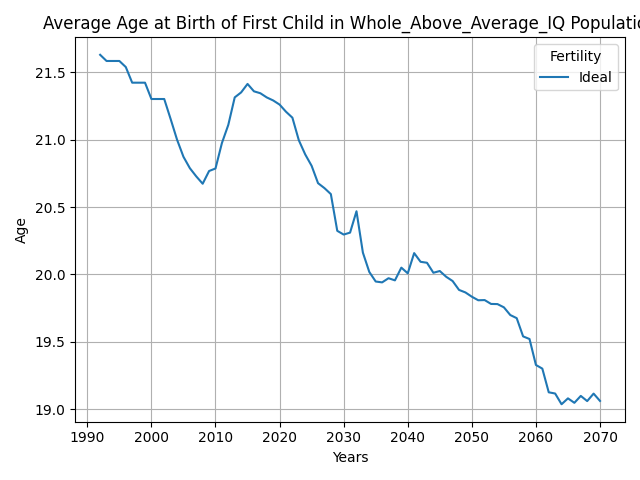 Average Age at Birth of First Child in Whole_Above_Average_IQ Populatio
Fertility
Ideal
Age
21.5
21.0
20.5
20.0
19.5
19.0
1990 2000 2010 2020 2030 2040 2050 2060 2070
Years